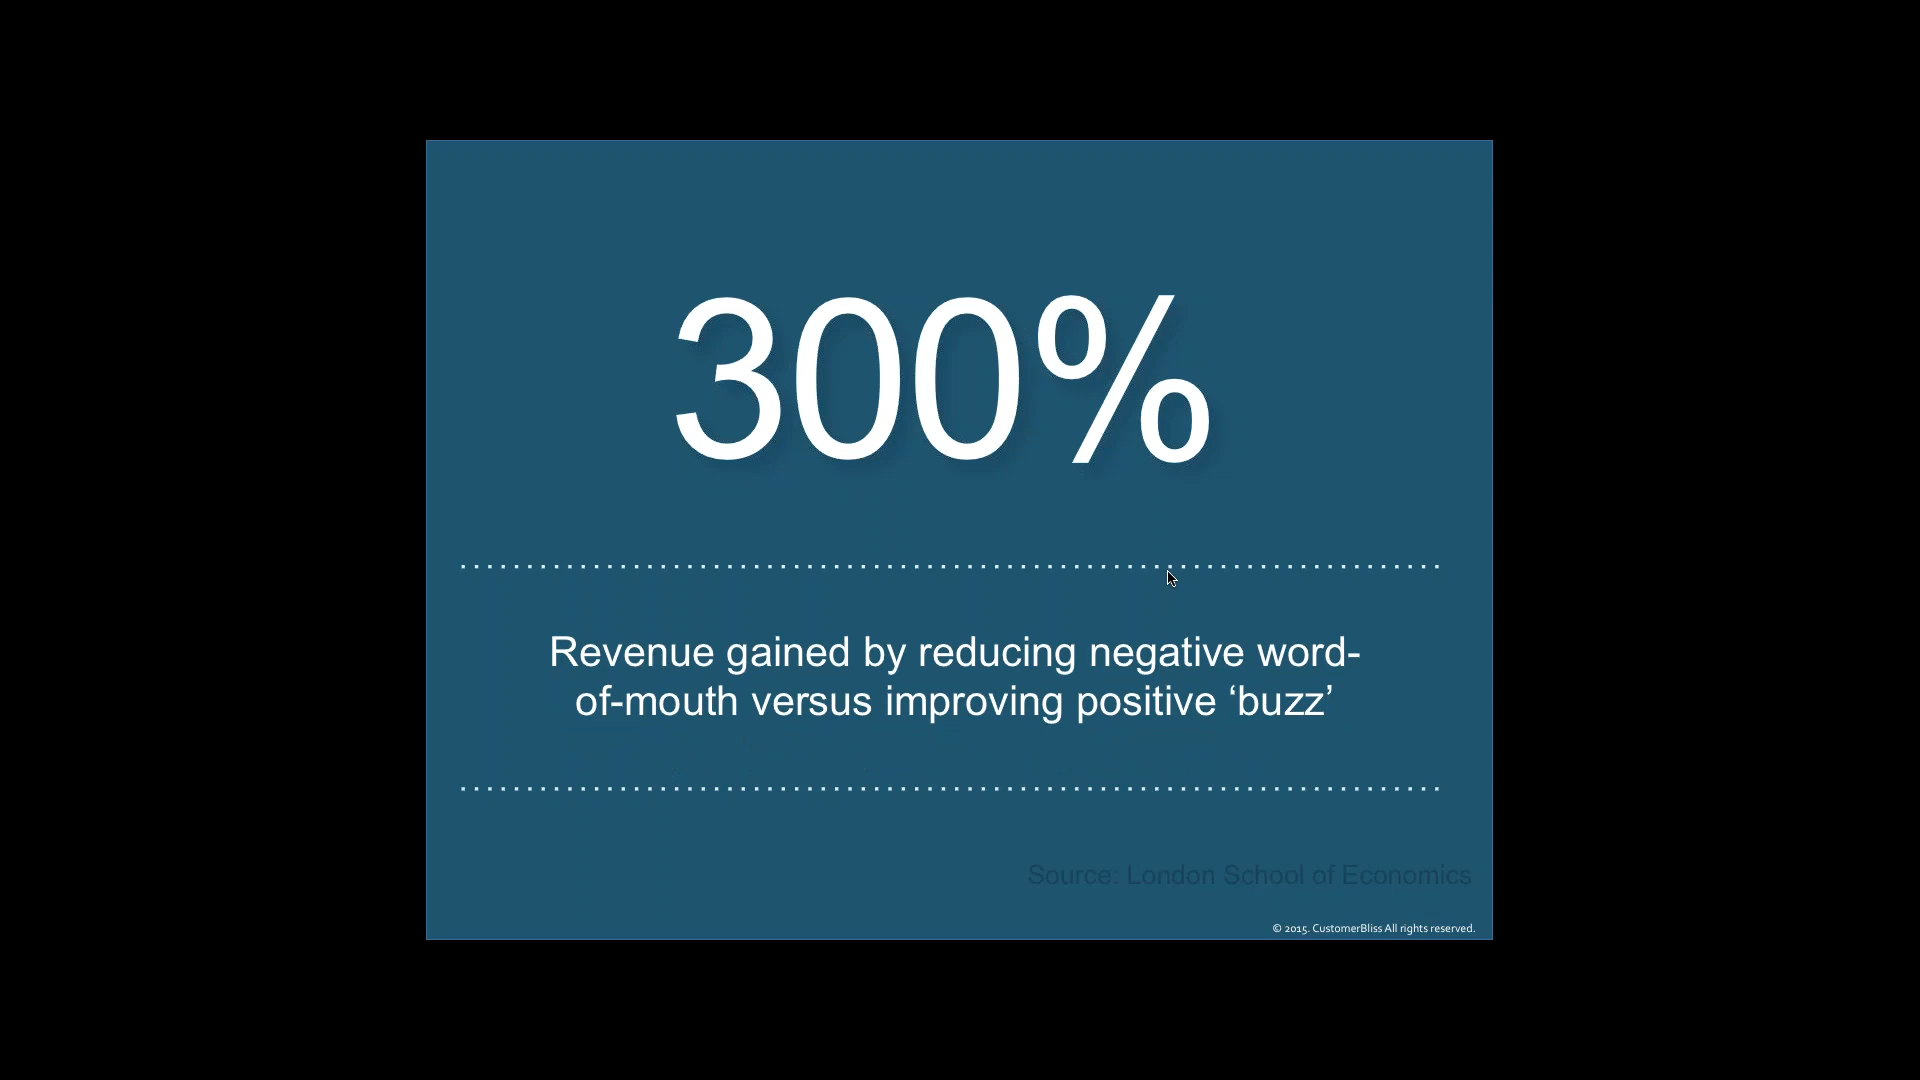 300%
Revenue gained by reducing negative word-
of-mouth versus improving positive ‘buzz’
Source: London School of Economics
© 2015. CustomerBliss All rights reserved.